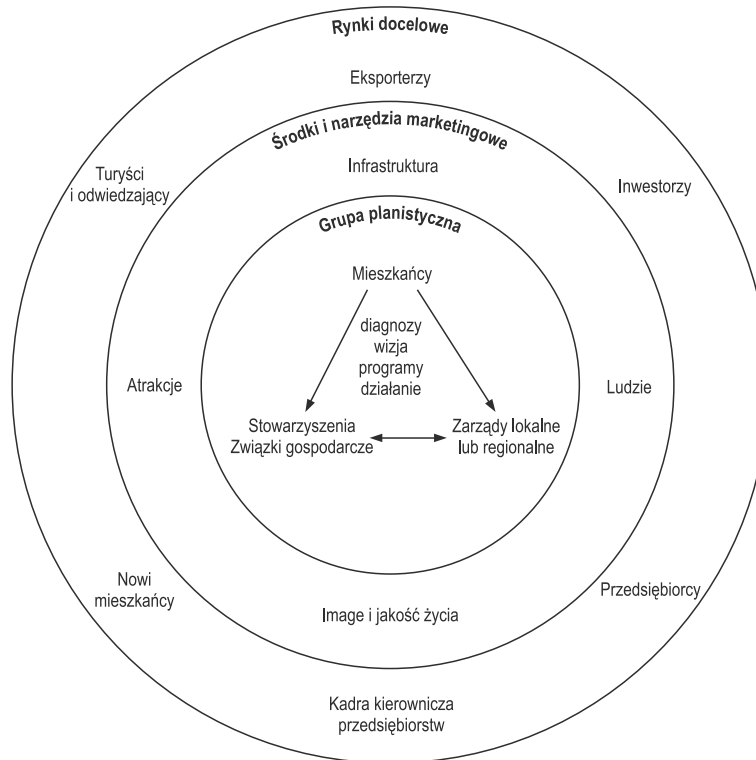 Rynki docelowe
Eksporterzy
Środki i narzędzia marketingowe
Infrastruktura
Turyści
i odwiedzający
Inwestorzy
Grupa planistyczna
Mieszkańcy
diagnozy
wizja
programy
działanie
Atrakcje
Ludzie
Stowarzyszenia
Związki gospodarcze
Zarządy lokalne
lub regionalne
Nowi
mieszkańcy
Przedsiębiorcy
Image i jakość życia
Kadra kierownicza
przedsiębiorstw